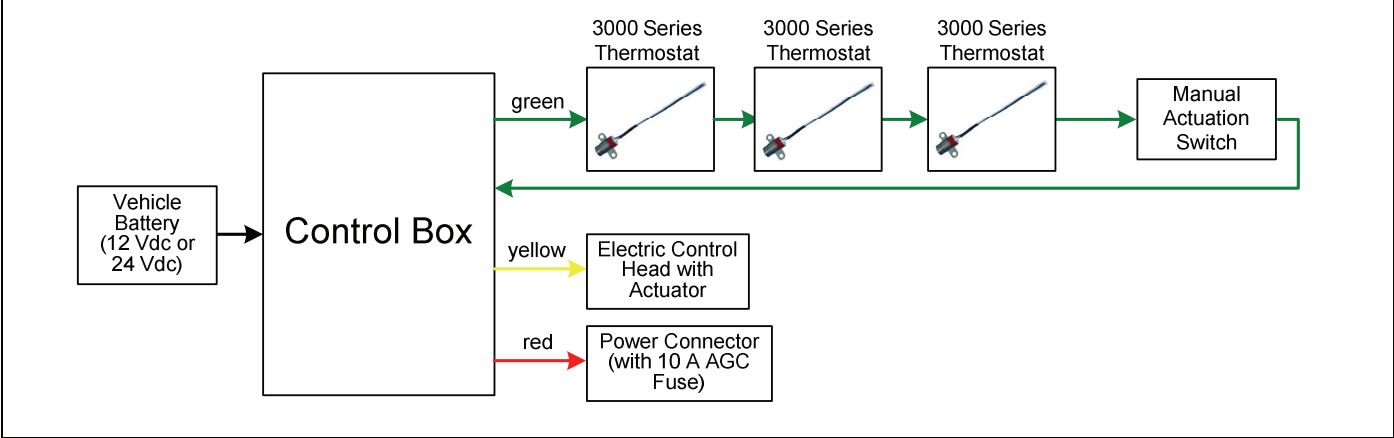 3000 Series
Thermostat
3000 Series
Thermostat
3000 Series
Thermostat
green
Manual
Actuation
Switch
Vehicle
Battery
(12 Vdc or
24 Vdc)
Control Box
yellow
Electric Control
Head with
Actuator
red
Power Connector
(with 10 A AGC
Fuse)